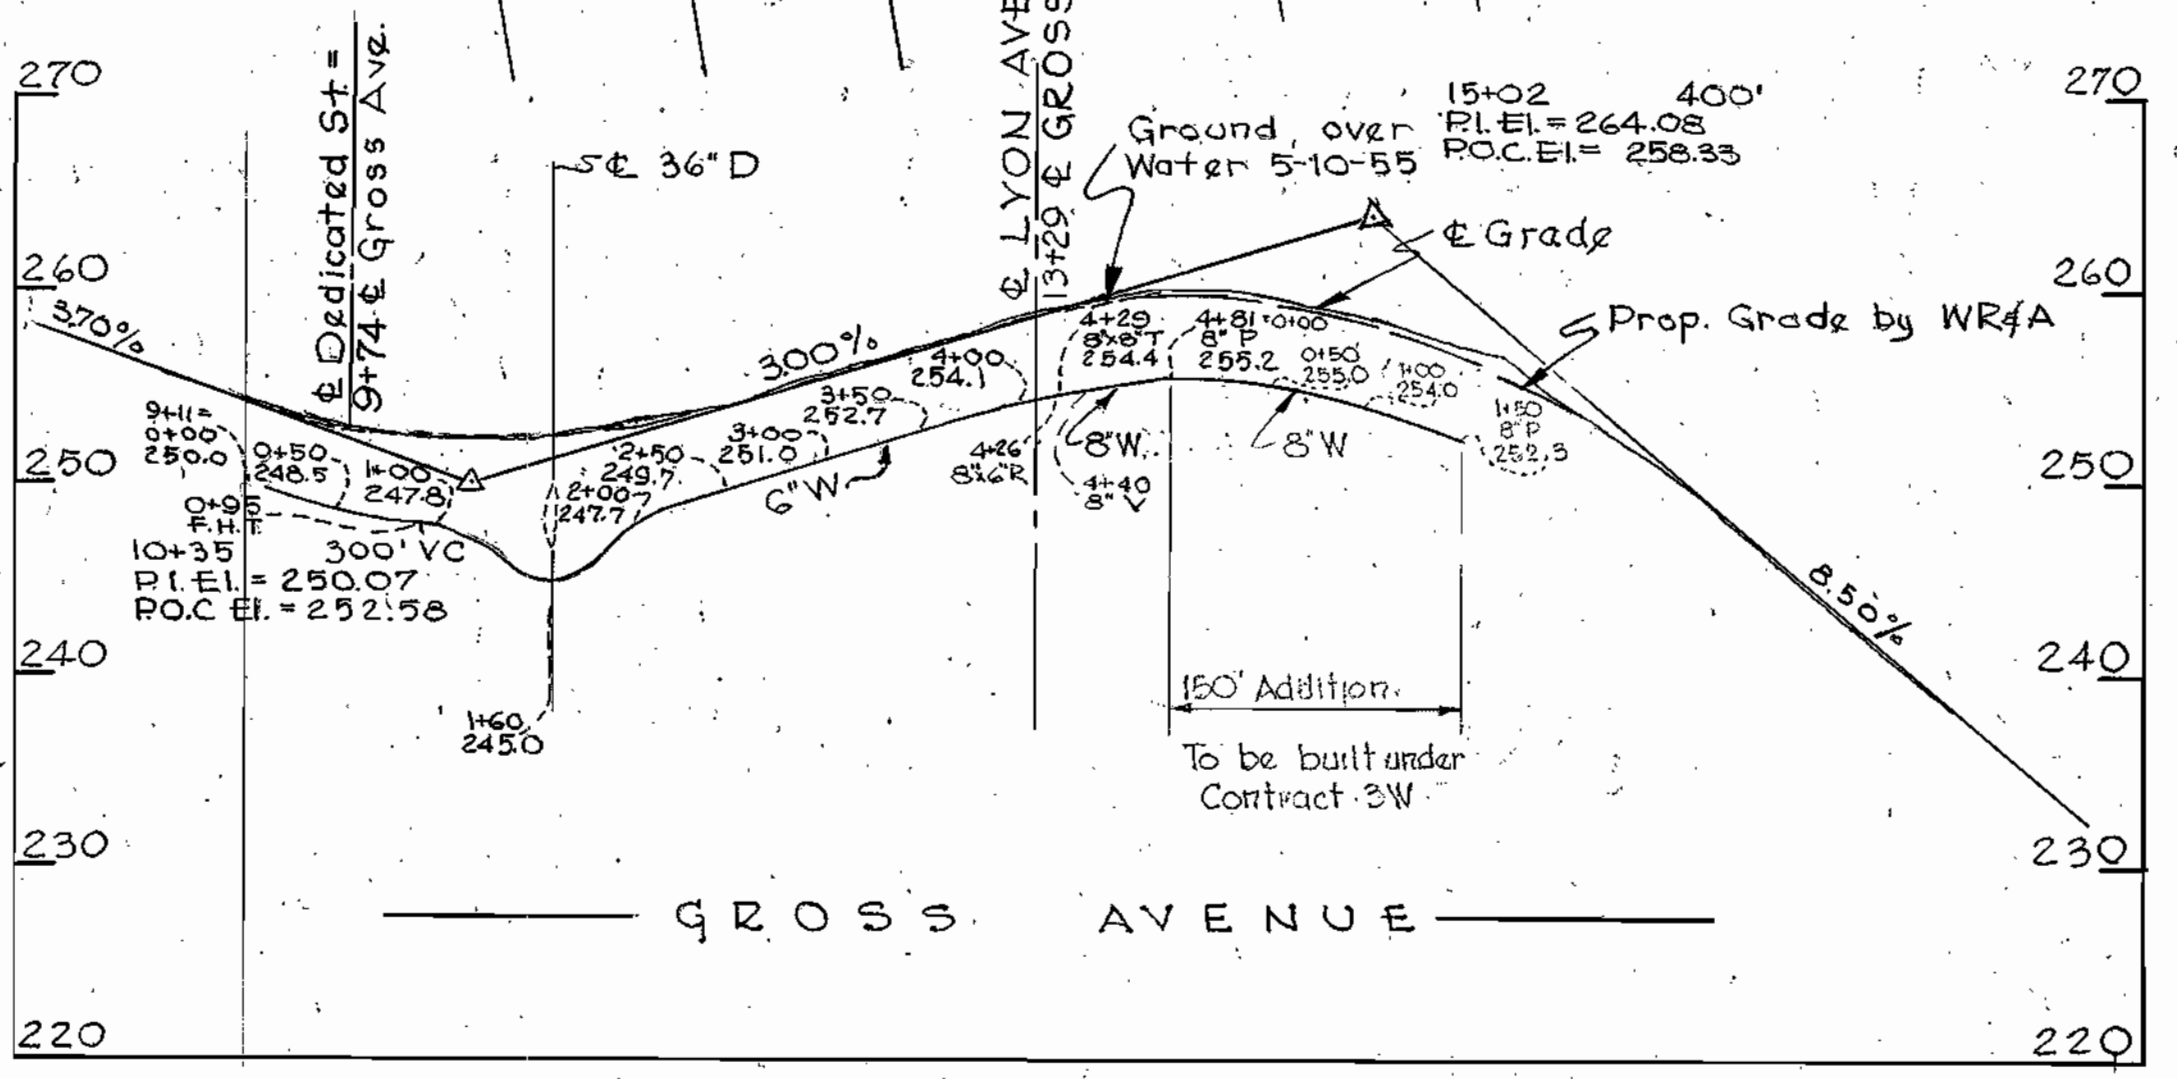 270
260
250
240
230
220
3.70%
℄ Dedicated St. =
9+74 ℄ Gross Ave.
℄ 36" D
9+11=
0+00
250.0
0+50
248.5
1+00
247.8
0+95
F.H.T.
10+35 300' VC
P.I. El. = 250.07
P.O.C El. = 252.58
1+60
245.0
2+00
247.7
2+50
249.7
3+00
251.0
3+50
252.7
4+00
254.1
3.00%
6"W
℄ LYON AVE
13+29 ℄ GROSS
Ground over
Water 5-10-55
15+02 400'
P.I. El. = 264.08
P.O.C. El. = 258.33
℄ Grade
Prop. Grade by WR&A
4+29
8"x8"T
254.4
4+81=0+00
8" P
255.2
0+50
255.0
1+00
254.0
1+50
8" P
252.3
4+26
8"x6"R
8"W
4+40
8" V
8"W
150' Addition
To be built under
Contract 3W
8.50%
GROSS AVENUE
270
260
250
240
230
220